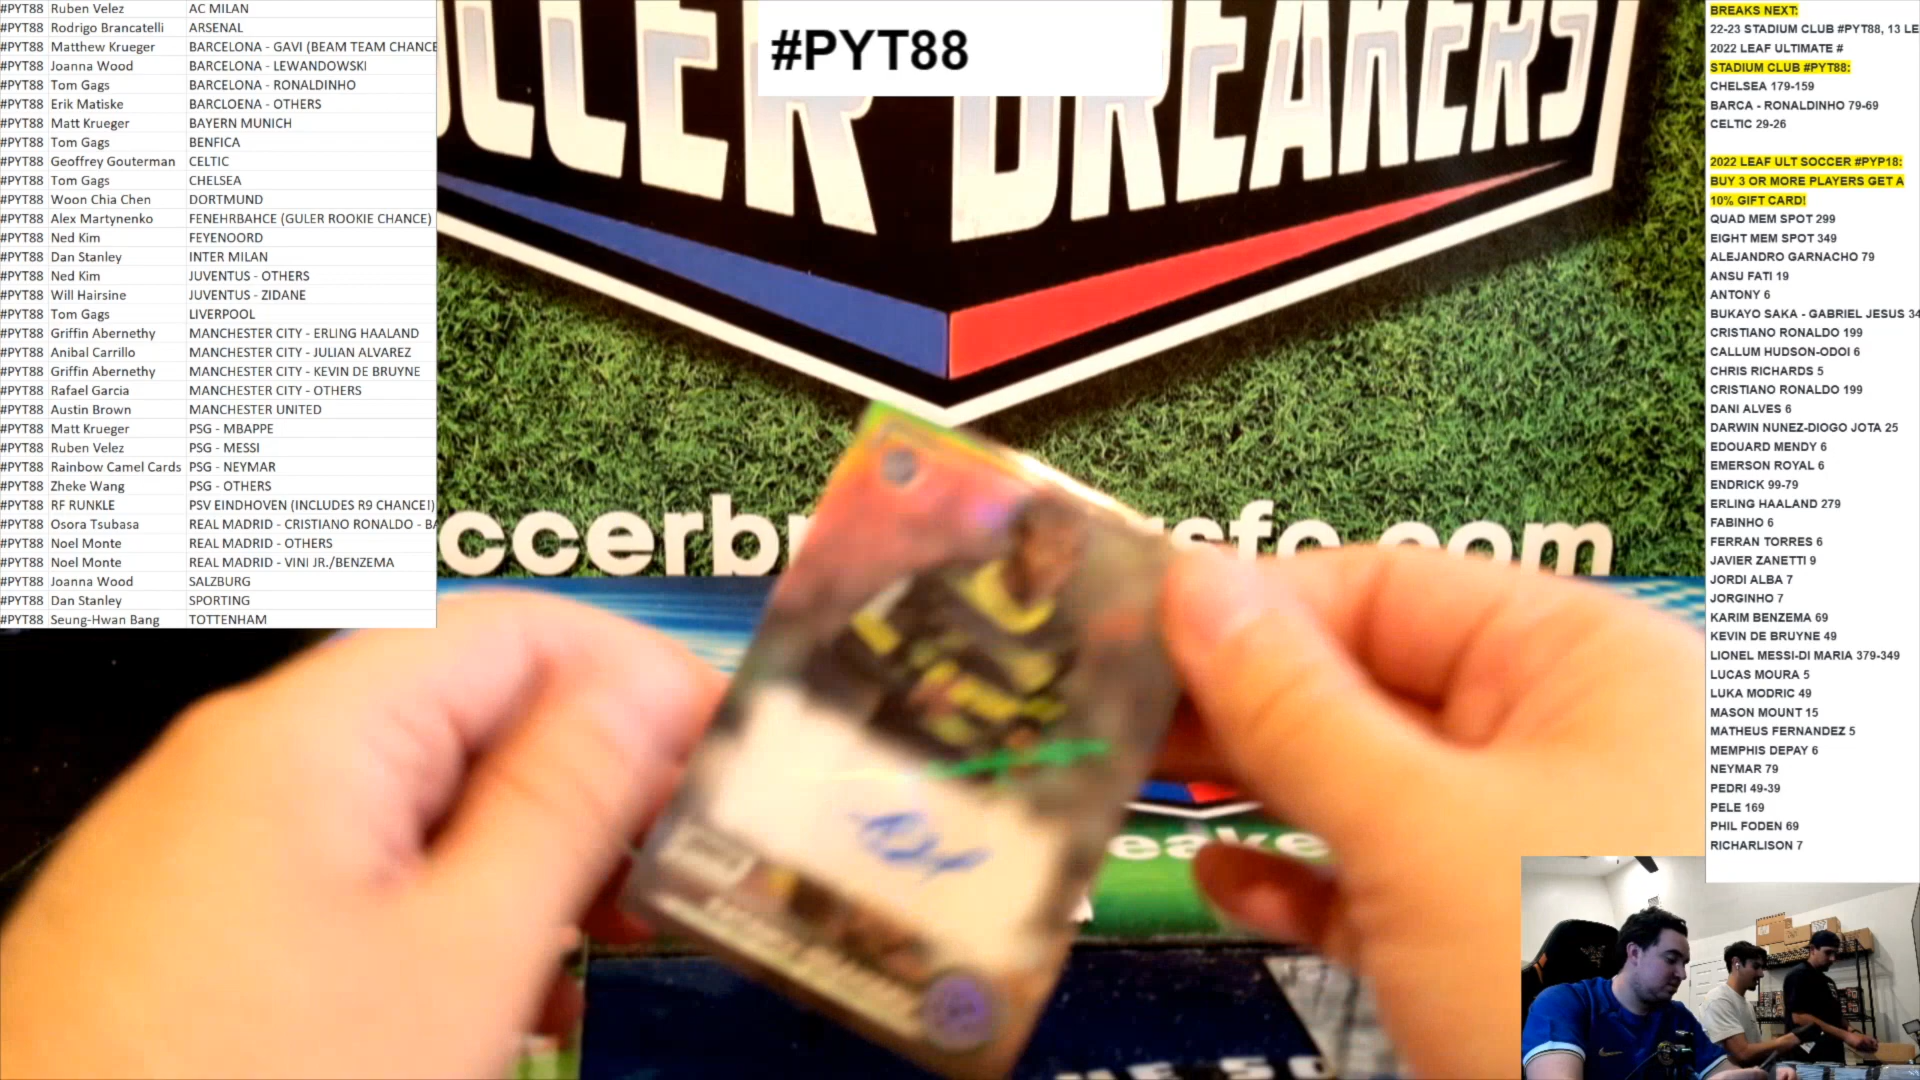 #PYT88 Ruben Velez AC MILAN
#PYT88 Rodrigo Brancatelli ARSENAL
#PYT88 Matthew Krueger BARCELONA - GAVI (BEAM TEAM CHANCE
#PYT88 Joanna Wood BARCELONA - LEWANDOWSKI
#PYT88 Tom Gags BARCELONA - RONALDINHO
#PYT88 Erik Matiske BARCLOENA - OTHERS
#PYT88 Matt Krueger BAYERN MUNICH
#PYT88 Tom Gags BENFICA
#PYT88 Geoffrey Gouterman CELTIC
#PYT88 Tom Gags CHELSEA
#PYT88 Woon Chia Chen DORTMUND
#PYT88 Alex Martynenko FENEHRBAHCE (GULER ROOKIE CHANCE)
#PYT88 Ned Kim FEYENOORD
#PYT88 Dan Stanley INTER MILAN
#PYT88 Ned Kim JUVENTUS - OTHERS
#PYT88 Will Hairsine JUVENTUS - ZIDANE
#PYT88 Tom Gags LIVERPOOL
#PYT88 Griffin Abernethy MANCHESTER CITY - ERLING HAALAND
#PYT88 Anibal Carrillo MANCHESTER CITY - JULIAN ALVAREZ
#PYT88 Griffin Abernethy MANCHESTER CITY - KEVIN DE BRUYNE
#PYT88 Rafael Garcia MANCHESTER CITY - OTHERS
#PYT88 Austin Brown MANCHESTER UNITED
#PYT88 Matt Krueger PSG - MBAPPE
#PYT88 Ruben Velez PSG - MESSI
#PYT88 Rainbow Camel Cards PSG - NEYMAR
#PYT88 Zheke Wang PSG - OTHERS
#PYT88 RF RUNKLE PSV EINDHOVEN (INCLUDES R9 CHANCE!)
#PYT88 Osora Tsubasa REAL MADRID - CRISTIANO RONALDO - BA
#PYT88 Noel Monte REAL MADRID - OTHERS
#PYT88 Noel Monte REAL MADRID - VINI JR./BENZEMA
#PYT88 Joanna Wood SALZBURG
#PYT88 Dan Stanley SPORTING
#PYT88 Seung-Hwan Bang TOTTENHAM
#PYT88
CCER BREAKERS
ccerb sfc.com
eake
BREAKS NEXT:
22-23 STADIUM CLUB #PYT88, 13 LE
2022 LEAF ULTIMATE #
STADIUM CLUB #PYT88:
CHELSEA 179-159
BARCA - RONALDINHO 79-69
CELTIC 29-26
2022 LEAF ULT SOCCER #PYP18:
BUY 3 OR MORE PLAYERS GET A
10% GIFT CARD!
QUAD MEM SPOT 299
EIGHT MEM SPOT 349
ALEJANDRO GARNACHO 79
ANSU FATI 19
ANTONY 6
BUKAYO SAKA - GABRIEL JESUS 34
CRISTIANO RONALDO 199
CALLUM HUDSON-ODOI 6
CHRIS RICHARDS 5
CRISTIANO RONALDO 199
DANI ALVES 6
DARWIN NUNEZ-DIOGO JOTA 25
EDOUARD MENDY 6
EMERSON ROYAL 6
ENDRICK 99-79
ERLING HAALAND 279
FABINHO 6
FERRAN TORRES 6
JAVIER ZANETTI 9
JORDI ALBA 7
JORGINHO 7
KARIM BENZEMA 69
KEVIN DE BRUYNE 49
LIONEL MESSI-DI MARIA 379-349
LUCAS MOURA 5
LUKA MODRIC 49
MASON MOUNT 15
MATHEUS FERNANDEZ 5
MEMPHIS DEPAY 6
NEYMAR 79
PEDRI 49-39
PELE 169
PHIL FODEN 69
RICHARLISON 7